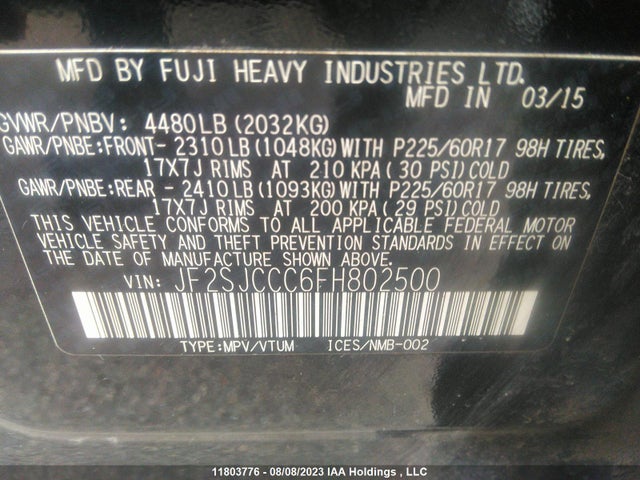 MFD BY FUJI HEAVY INDUSTRIES LTD.
MFD IN 03/15
GVWR/PNBV: 4480LB (2032KG)
GAWR/PNBE:FRONT- 2310LB (1048KG) WITH P225/60R17 98H TIRES,
17X7J RIMS AT 210 KPA (30 PSI) COLD
GAWR/PNBE:REAR - 2410LB (1093KG) WITH P225/60R17 98H TIRES,
17X7J RIMS AT 200 KPA (29 PSI) COLD
THIS VEHICLE CONFORMS TO ALL APPLICABLE FEDERAL MOTOR
VEHICLE SAFETY AND THEFT PREVENTION STANDARDS IN EFFECT ON
THE DATE OF MANUFACTURE SHOWN ABOVE.
VIN: JF2SJCCC6FH802500
TYPE:MPV/VTUM ICES/NMB-002
11803776 - 08/08/2023 IAA Holdings , LLC